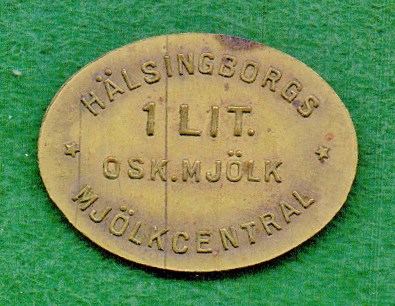 HÄLSINGBORGS
1 LIT.
OSK.MJÖLK
MJÖLKCENTRAL